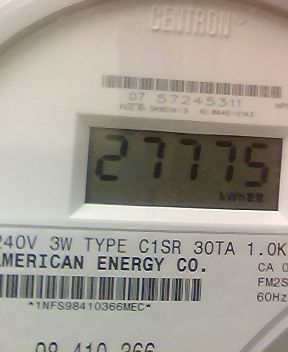 CENTRON®
07 57245311
27775
kWh
240V 3W TYPE C1SR 30TA 1.0K
AMERICAN ENERGY CO.
CA 0
FM2S
*1NFS98410366MEC*
60Hz
98 410 366